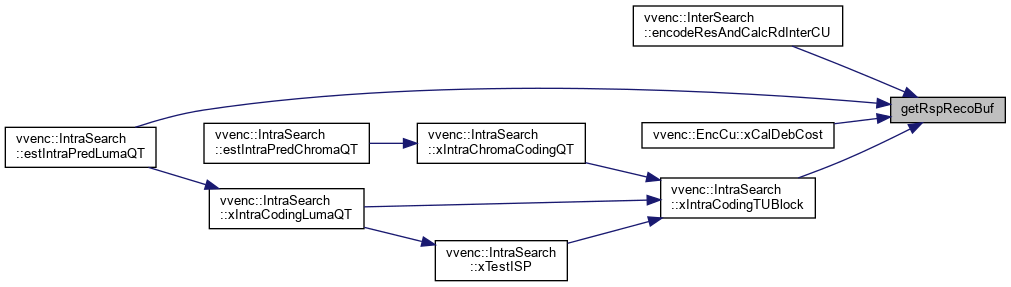 vvenc::InterSearch
::encodeResAndCalcRdInterCU
getRspRecoBuf
vvenc::IntraSearch
::estIntraPredLumaQT
vvenc::IntraSearch
::estIntraPredChromaQT
vvenc::IntraSearch
::xIntraChromaCodingQT
vvenc::EncCu::xCalDebCost
vvenc::IntraSearch
::xIntraCodingLumaQT
vvenc::IntraSearch
::xIntraCodingTUBlock
vvenc::IntraSearch
::xTestISP